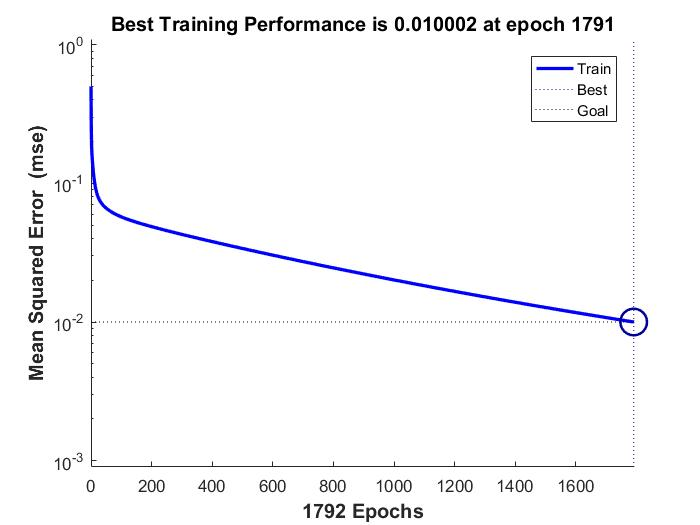 Best Training Performance is 0.010002 at epoch 1791
10^0
10^-1
10^-2
10^-3
Mean Squared Error (mse)
Train
Best
Goal
0 200 400 600 800 1000 1200 1400 1600
1792 Epochs